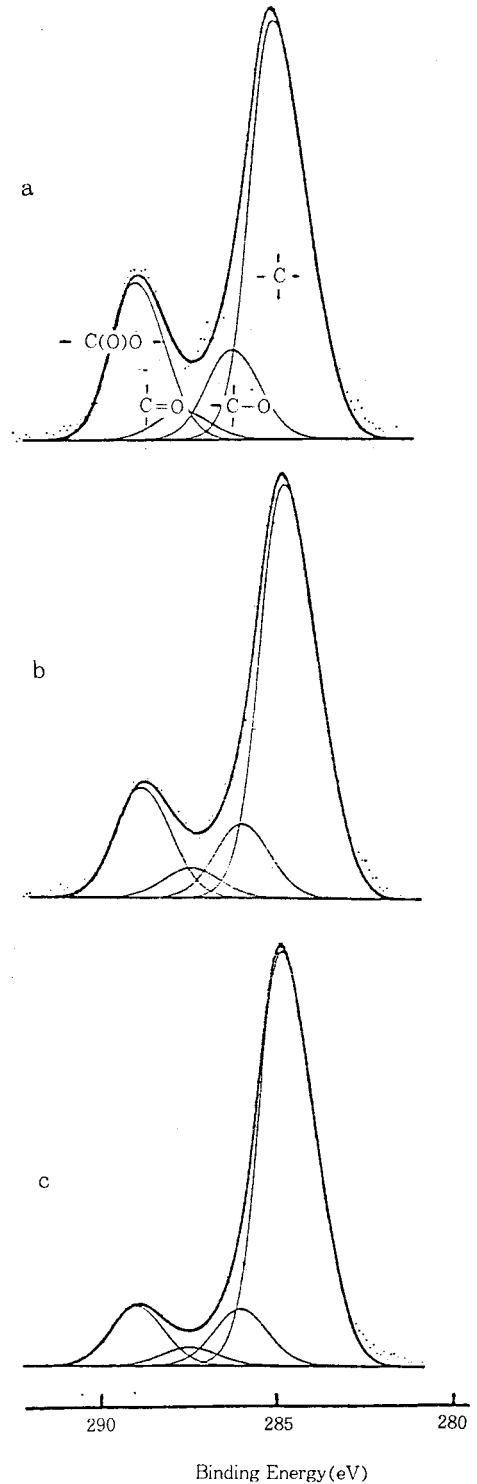 a
-C-
- C(O)O -
C=O
-C-O
b
c
290 285 280
Binding Energy(eV)